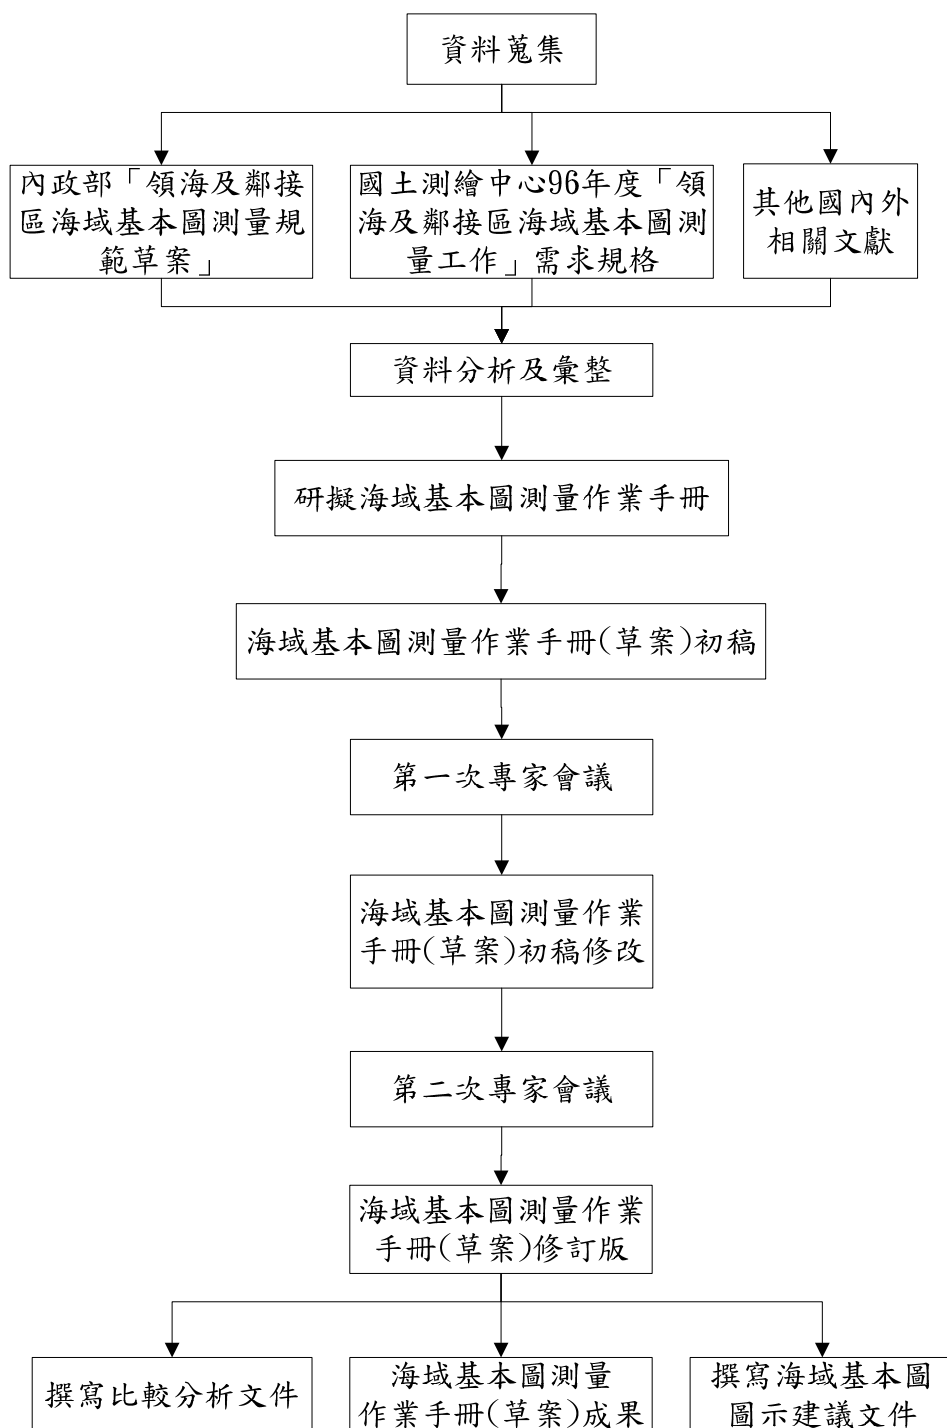 資料蒐集
內政部「領海及鄰接
區海域基本圖測量規
範草案」
國土測繪中心96年度「領
海及鄰接區海域基本圖測
量工作」需求規格
其他國內外
相關文獻
資料分析及彙整
研擬海域基本圖測量作業手冊
海域基本圖測量作業手冊(草案)初稿
第一次專家會議
海域基本圖測量作業
手冊(草案)初稿修改
第二次專家會議
海域基本圖測量作業
手冊(草案)修訂版
撰寫比較分析文件
海域基本圖測量
作業手冊(草案)成果
撰寫海域基本圖
圖示建議文件